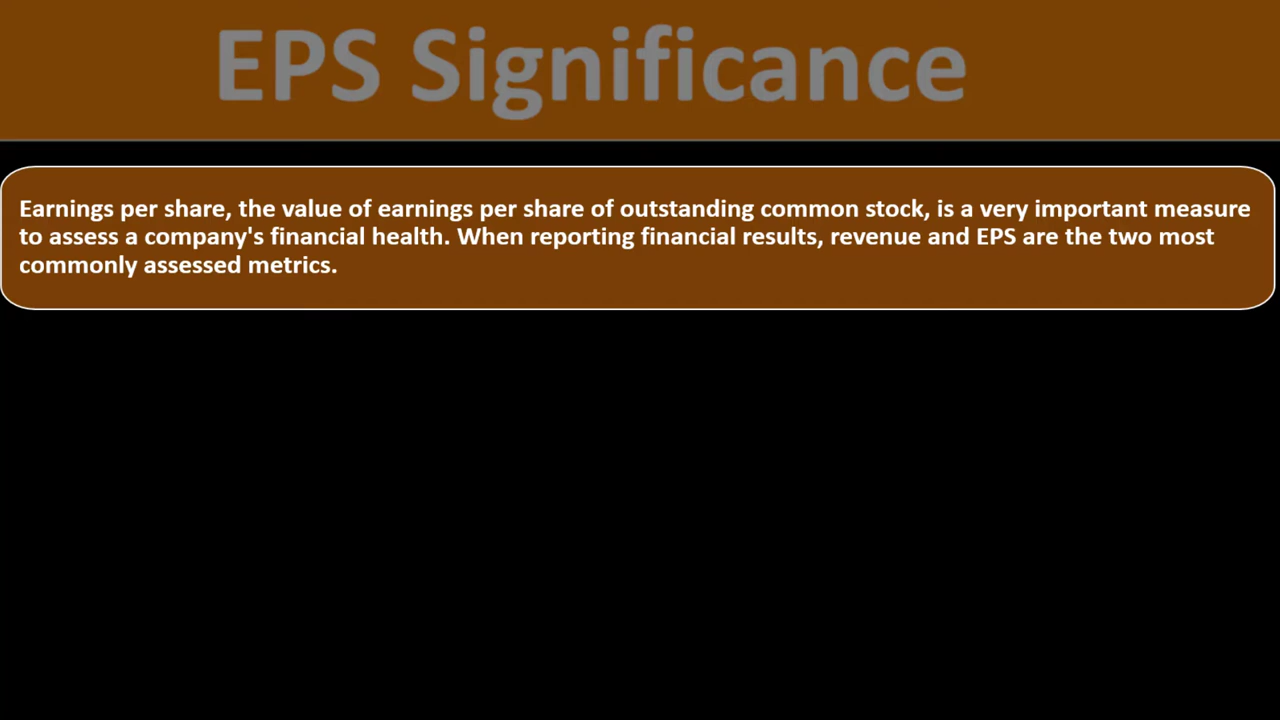 EPS Significance
Earnings per share, the value of earnings per share of outstanding common stock, is a very important measure
to assess a company's financial health. When reporting financial results, revenue and EPS are the two most
commonly assessed metrics.